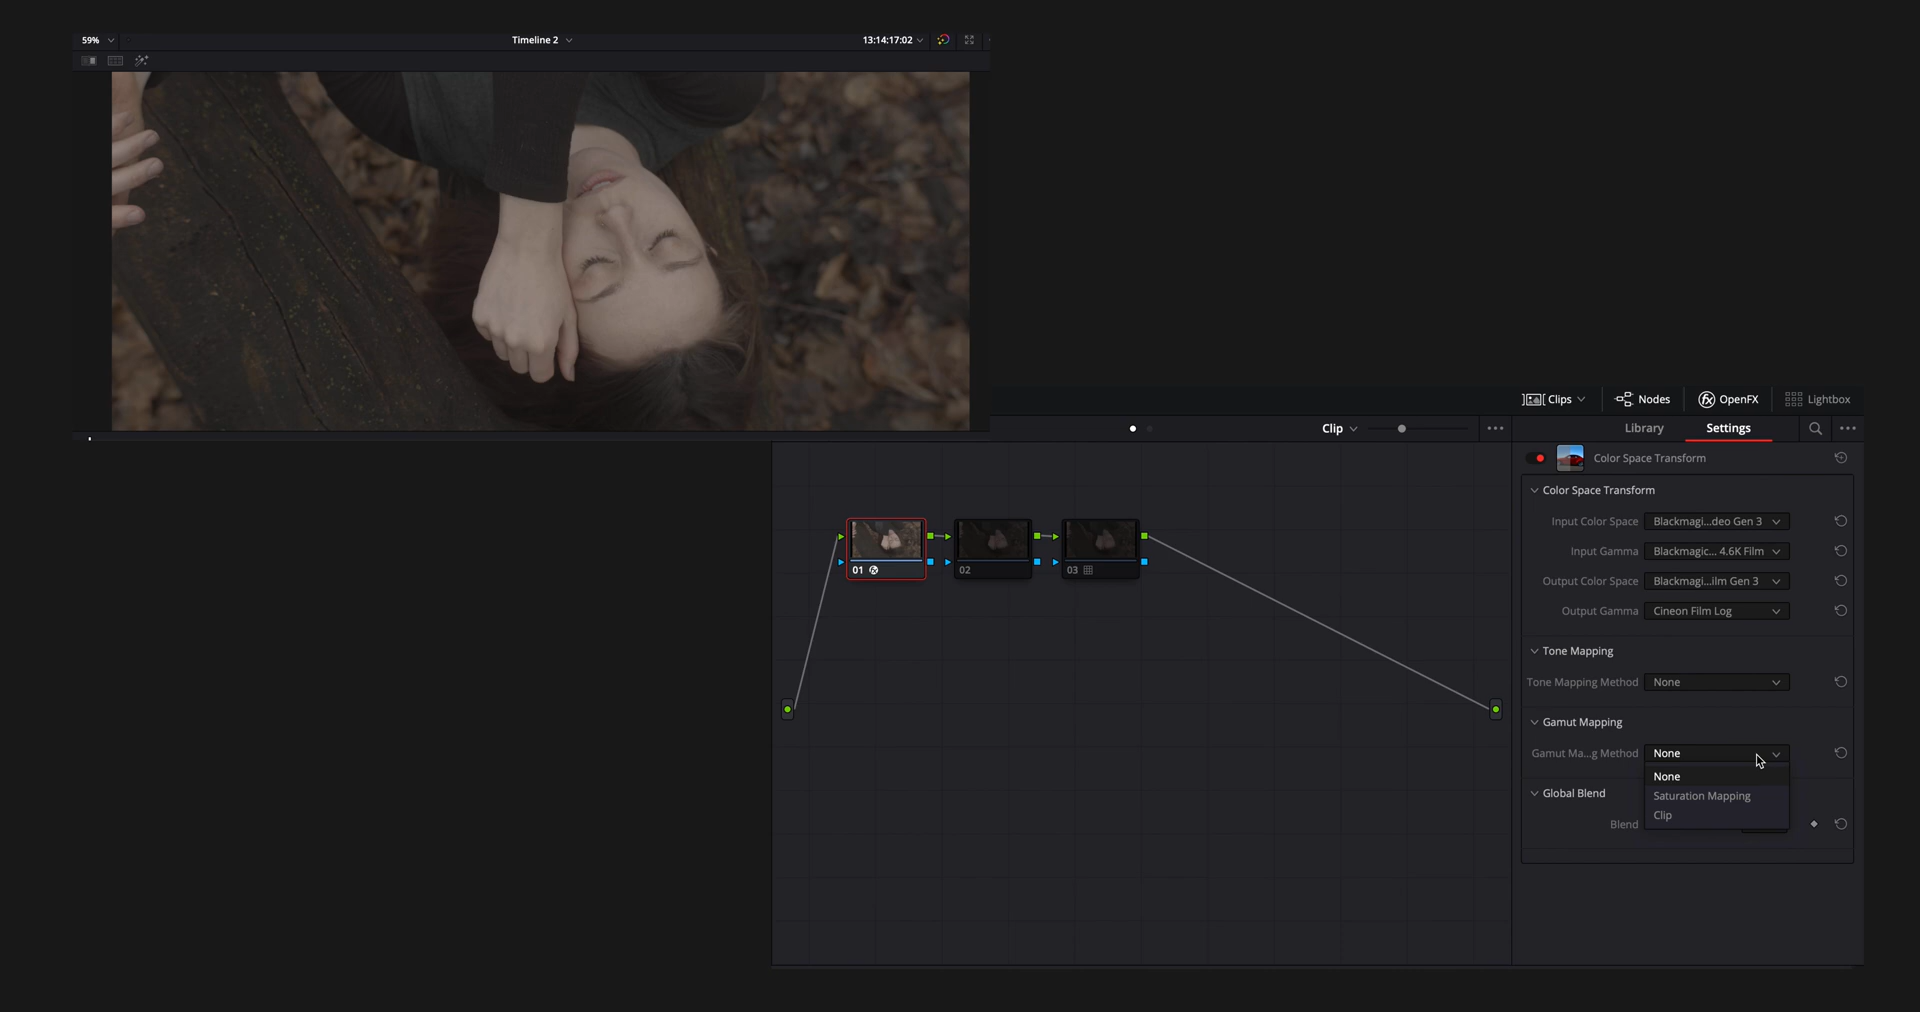 59%
Timeline 2
13:14:17:02
Clips
Nodes
OpenFX
Lightbox
Clip
Library
Settings
Color Space Transform
Color Space Transform
Input Color Space Blackmagi...deo Gen 3
Input Gamma Blackmagic... 4.6K Film
Output Color Space Blackmagi...ilm Gen 3
Output Gamma Cineon Film Log
Tone Mapping
Tone Mapping Method None
Gamut Mapping
Gamut Ma...g Method None
None
Saturation Mapping
Clip
Global Blend
Blend
01
02
03